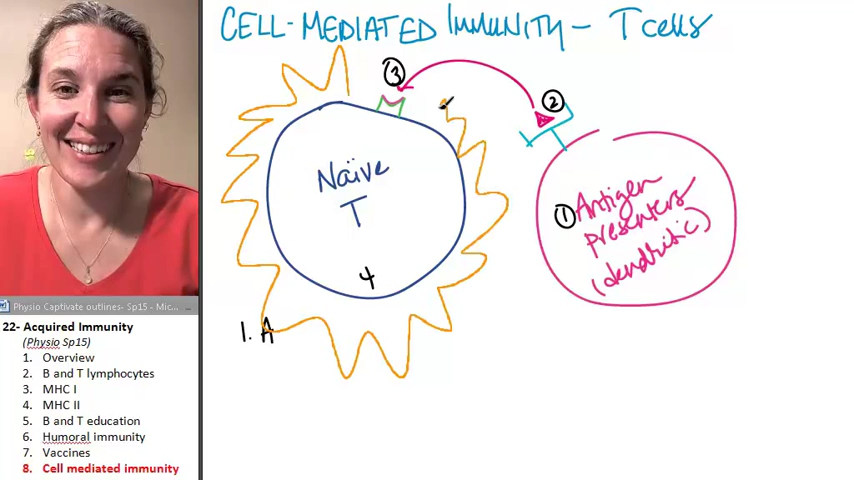 CELL-MEDIATED IMMUNITY - T cells
③
②
Naïve
T
4
① Antigen
presenters
(dendritic)
1. A
Physio Captivate outlines- Sp15 - Mic...
22- Acquired Immunity
(Physio Sp15)
1. Overview
2. B and T lymphocytes
3. MHC I
4. MHC II
5. B and T education
6. Humoral immunity
7. Vaccines
8. Cell mediated immunity